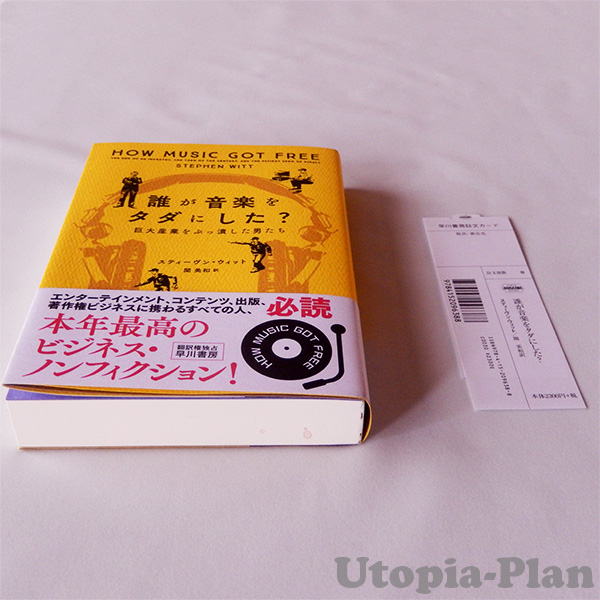 HOW MUSIC GOT FREE
STEPHEN WITT
誰が音楽を
タダにした?
巨大産業をぶっ潰した男たち
スティーヴン・ウィット
関 美和 訳
エンターテインメント、コンテンツ、出版、
著作権ビジネスに携わるすべての人、
必読
本年最高の
ビジネス・
ノンフィクション!
翻訳権独占
早川書房
HOW MUSIC GOT FREE
早川書房註文カード
誰が音楽をタダにした?
スティーヴン・ウィット 関 美和訳
本体2300円+税
9784152096388
Utopia-Plan